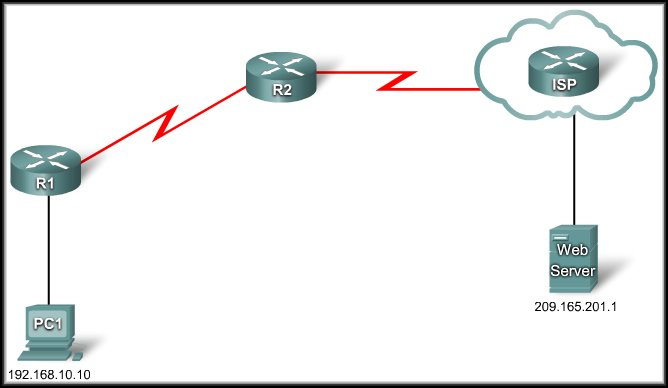 ISP
R2
R1
Web
Server
209.165.201.1
PC1
192.168.10.10